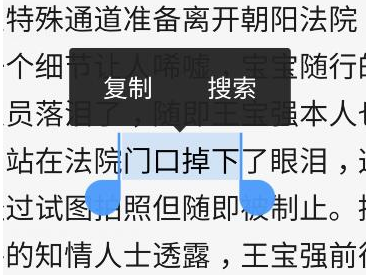 特殊通道准备离开朝阳法院
个细节让人唏嘘，宝宝随行的
复制 搜索
员落泪了，随即王宝强本人也
站在法院门口掉下了眼泪，
过试图拍照但随即被制止。
的知情人士透露，王宝强前往